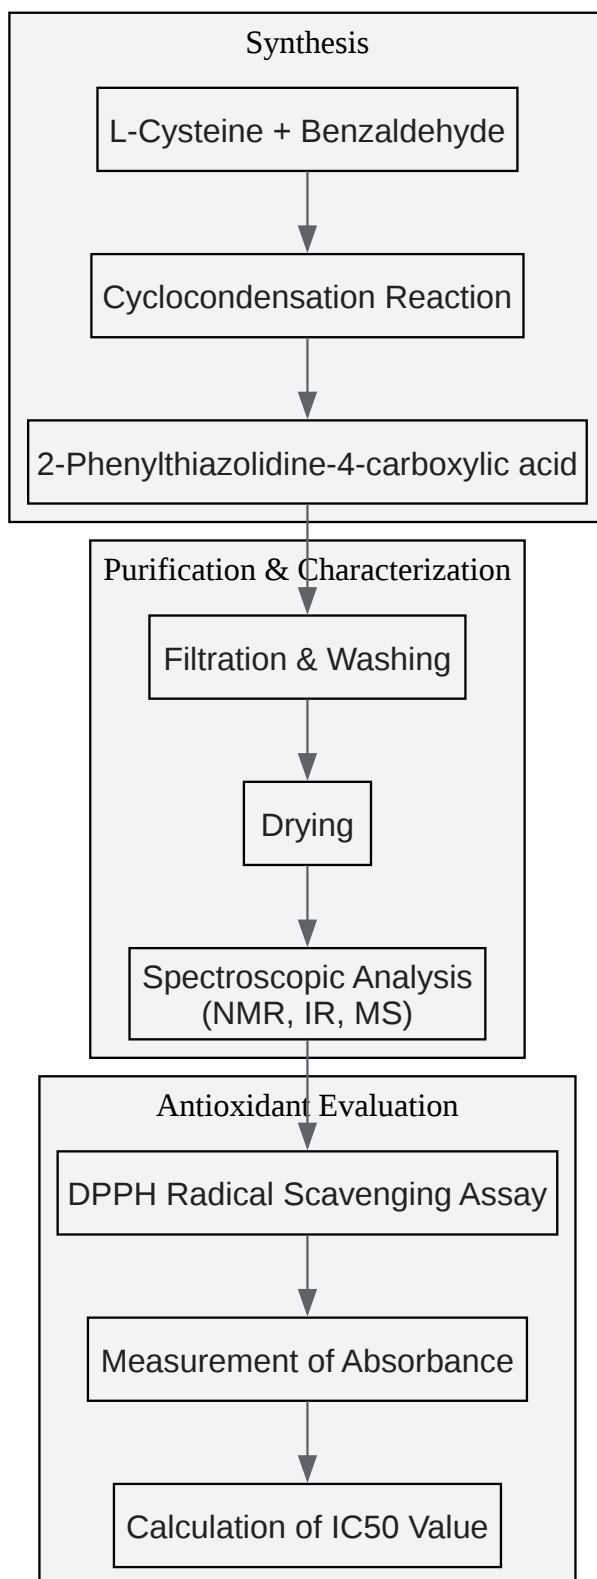 Synthesis
L-Cysteine + Benzaldehyde
Cyclocondensation Reaction
2-Phenylthiazolidine-4-carboxylic acid
Purification & Characterization
Filtration & Washing
Drying
Spectroscopic Analysis
(NMR, IR, MS)
Antioxidant Evaluation
DPPH Radical Scavenging Assay
Measurement of Absorbance
Calculation of IC50 Value